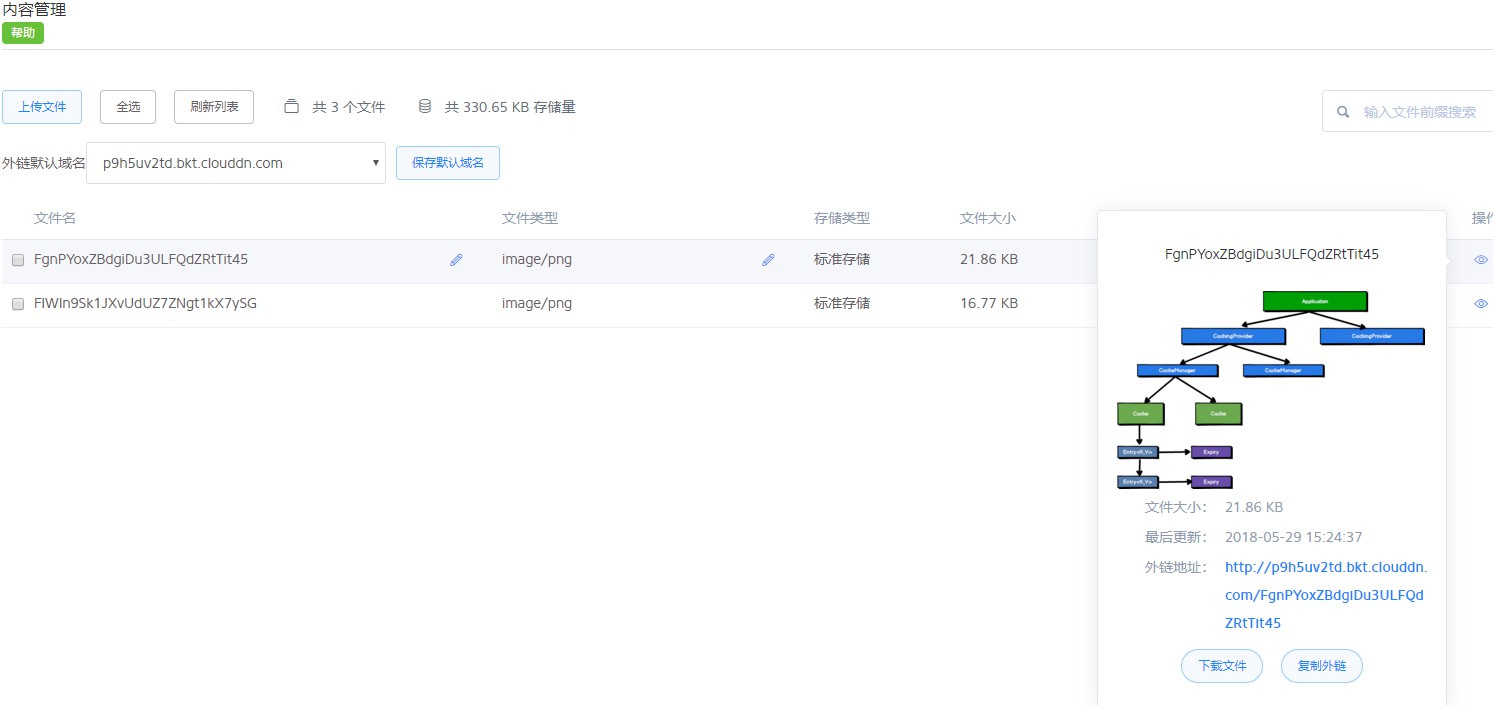 内容管理
帮助
上传文件 全选 刷新列表 共 3 个文件 共 330.65 KB 存储量 输入文件前缀搜索
外链默认域名 p9h5uv2td.bkt.clouddn.com 保存默认域名
文件名 文件类型 存储类型 文件大小 操作
FgnPYoxZBdgiDu3ULFQdZRtTit45 image/png 标准存储 21.86 KB
FIWIn9Sk1JXvUdUZ7ZNgt1kX7ySG image/png 标准存储 16.77 KB
FgnPYoxZBdgiDu3ULFQdZRtTit45
Application
CachingProvider CachingProvider
CacheManager CacheManager
Cache Cache
Entry<K,V> Expiry
Entry<K,V> Expiry
文件大小： 21.86 KB
最后更新： 2018-05-29 15:24:37
外链地址： http://p9h5uv2td.bkt.clouddn.
com/FgnPYoxZBdgiDu3ULFQd
ZRtTit45
下载文件 复制外链